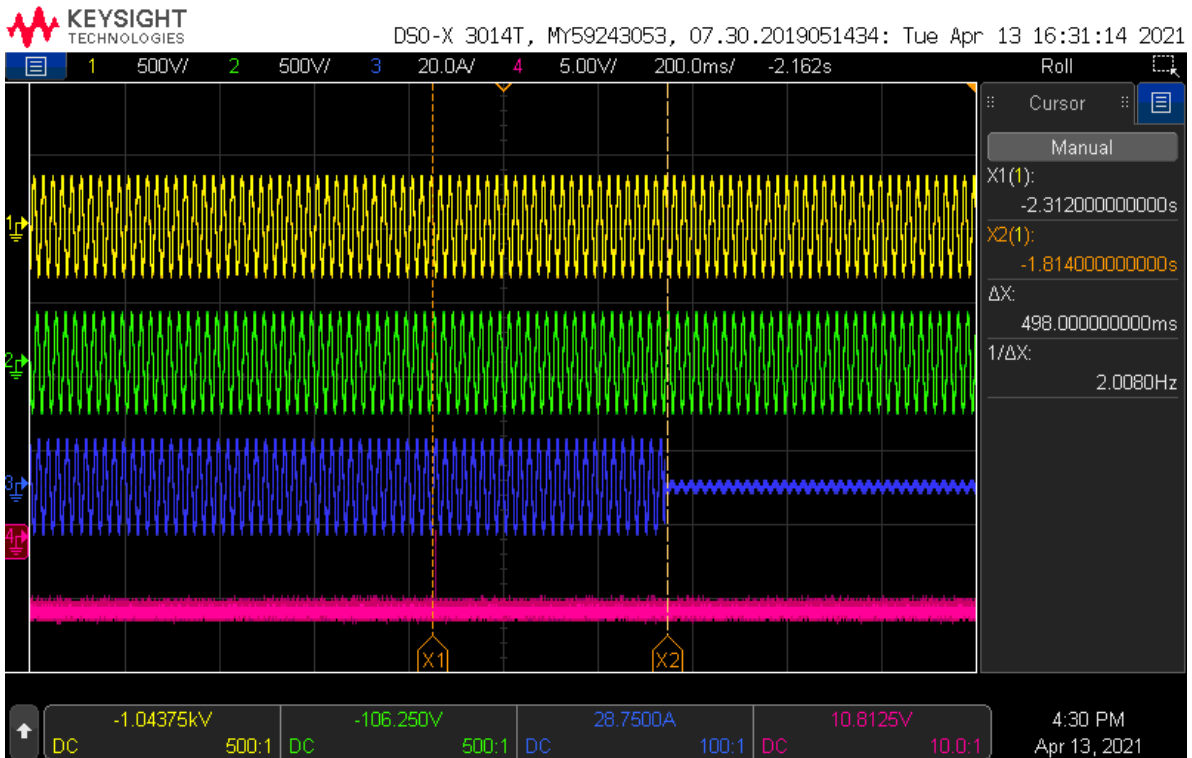 KEYSIGHT
TECHNOLOGIES
DSO-X 3014T, MY59243053, 07.30.2019051434: Tue Apr 13 16:31:14 2021
1 500V/ 2 500V/ 3 20.0A/ 4 5.00V/ 200.0ms/ -2.162s Roll
Cursor
Manual
X1(1):
-2.312000000000s
X2(1):
-1.814000000000s
ΔX:
498.000000000ms
1/ΔX:
2.0080Hz
1
2
3
4
X1 X2
-1.04375kV -106.250V 28.7500A 10.8125V 4:30 PM
DC 500:1 DC 500:1 DC 100:1 DC 10.0:1 Apr 13, 2021